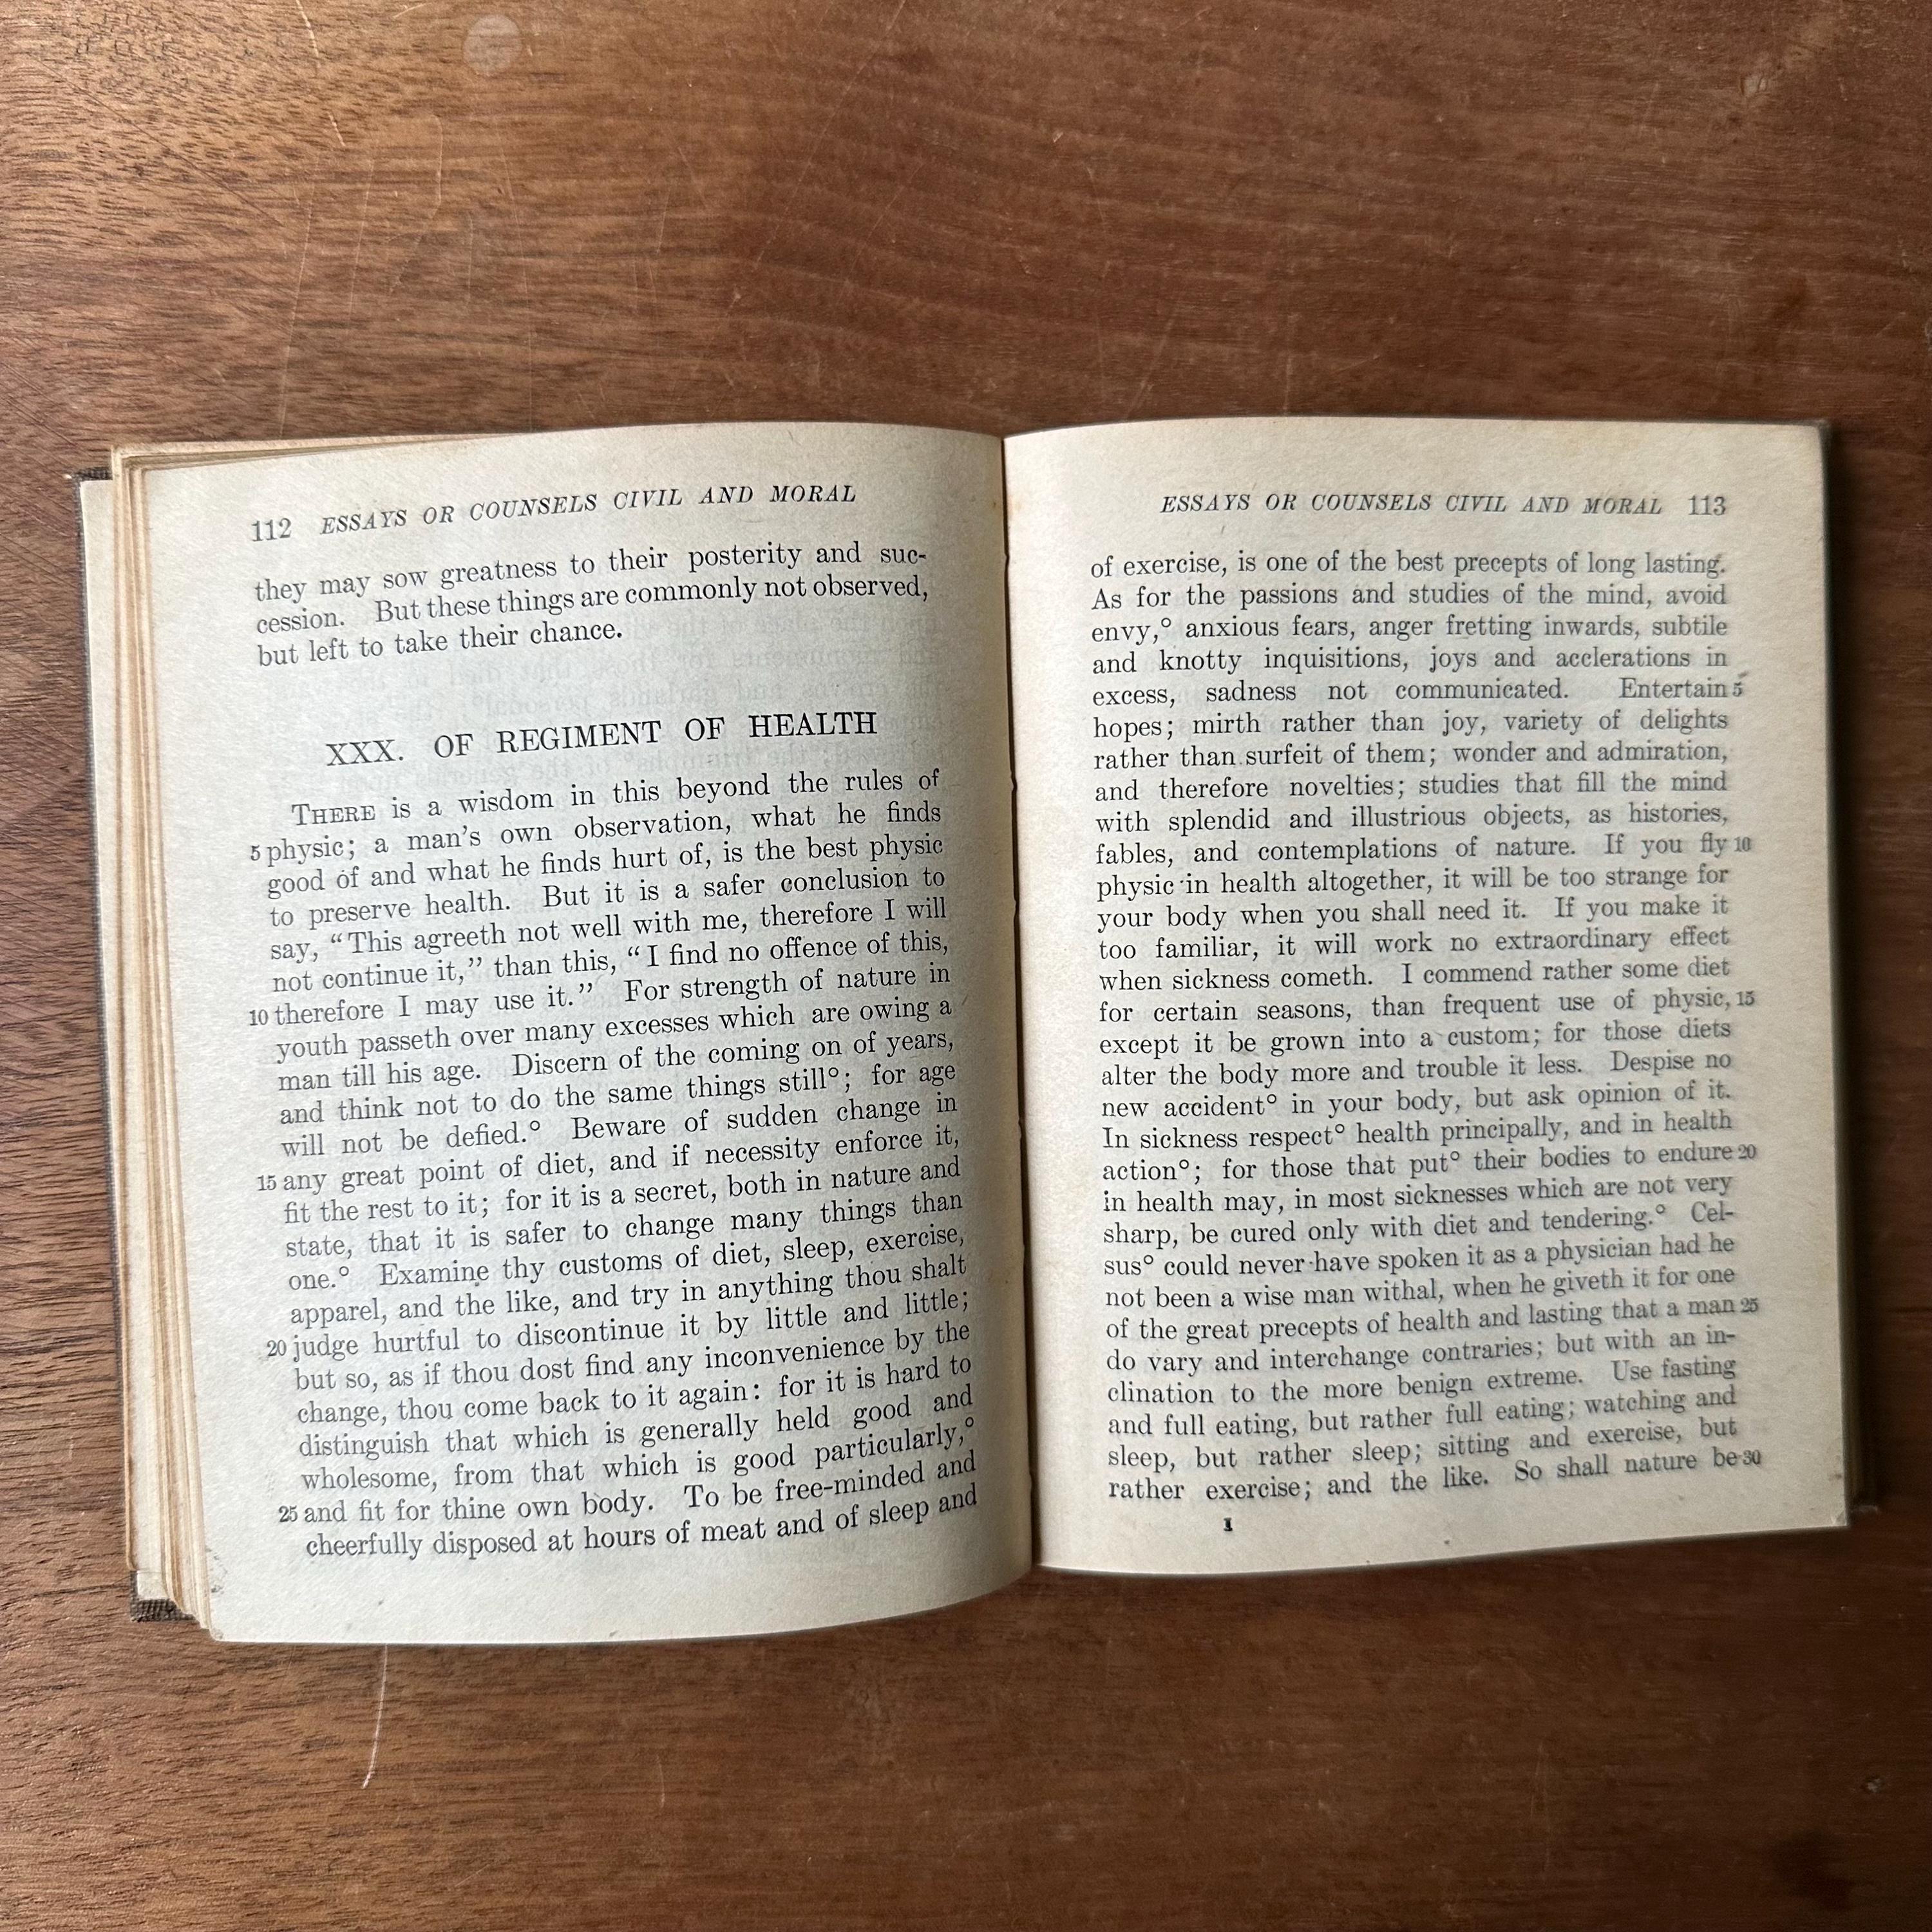 112 ESSAYS OR COUNSELS CIVIL AND MORAL
they may sow greatness to their posterity and suc-
cession. But these things are commonly not observed,
but left to take their chance.
XXX. OF REGIMENT OF HEALTH
THERE is a wisdom in this beyond the rules of
5 physic; a man's own observation, what he finds
good of and what he finds hurt of, is the best physic
to preserve health. But it is a safer conclusion to
say, “This agreeth not well with me, therefore I will
not continue it,” than this, “I find no offence of this,
10 therefore I may use it.” For strength of nature in
youth passeth over many excesses which are owing a
man till his age. Discern of the coming on of years,
and think not to do the same things still°; for age
will not be defied.° Beware of sudden change in
15 any great point of diet, and if necessity enforce it,
fit the rest to it; for it is a secret, both in nature and
state, that it is safer to change many things than
one.° Examine thy customs of diet, sleep, exercise,
apparel, and the like, and try in anything thou shalt
20 judge hurtful to discontinue it by little and little;
but so, as if thou dost find any inconvenience by the
change, thou come back to it again: for it is hard to
distinguish that which is generally held good and
wholesome, from that which is good particularly,°
25 and fit for thine own body. To be free-minded and
cheerfully disposed at hours of meat and of sleep and
ESSAYS OR COUNSELS CIVIL AND MORAL 113
of exercise, is one of the best precepts of long lasting.
As for the passions and studies of the mind, avoid
envy,° anxious fears, anger fretting inwards, subtile
and knotty inquisitions, joys and acclerations in
excess, sadness not communicated. Entertain 5
hopes; mirth rather than joy, variety of delights
rather than surfeit of them; wonder and admiration,
and therefore novelties; studies that fill the mind
with splendid and illustrious objects, as histories,
fables, and contemplations of nature. If you fly 10
physic in health altogether, it will be too strange for
your body when you shall need it. If you make it
too familiar, it will work no extraordinary effect
when sickness cometh. I commend rather some diet
for certain seasons, than frequent use of physic, 15
except it be grown into a custom; for those diets
alter the body more and trouble it less. Despise no
new accident° in your body, but ask opinion of it.
In sickness respect° health principally, and in health
action°; for those that put° their bodies to endure 20
in health may, in most sicknesses which are not very
sharp, be cured only with diet and tendering.° Cel-
sus° could never have spoken it as a physician had he
not been a wise man withal, when he giveth it for one
of the great precepts of health and lasting that a man 25
do vary and interchange contraries; but with an in-
clination to the more benign extreme. Use fasting
and full eating, but rather full eating; watching and
sleep, but rather sleep; sitting and exercise, but
rather exercise; and the like. So shall nature be 30
I